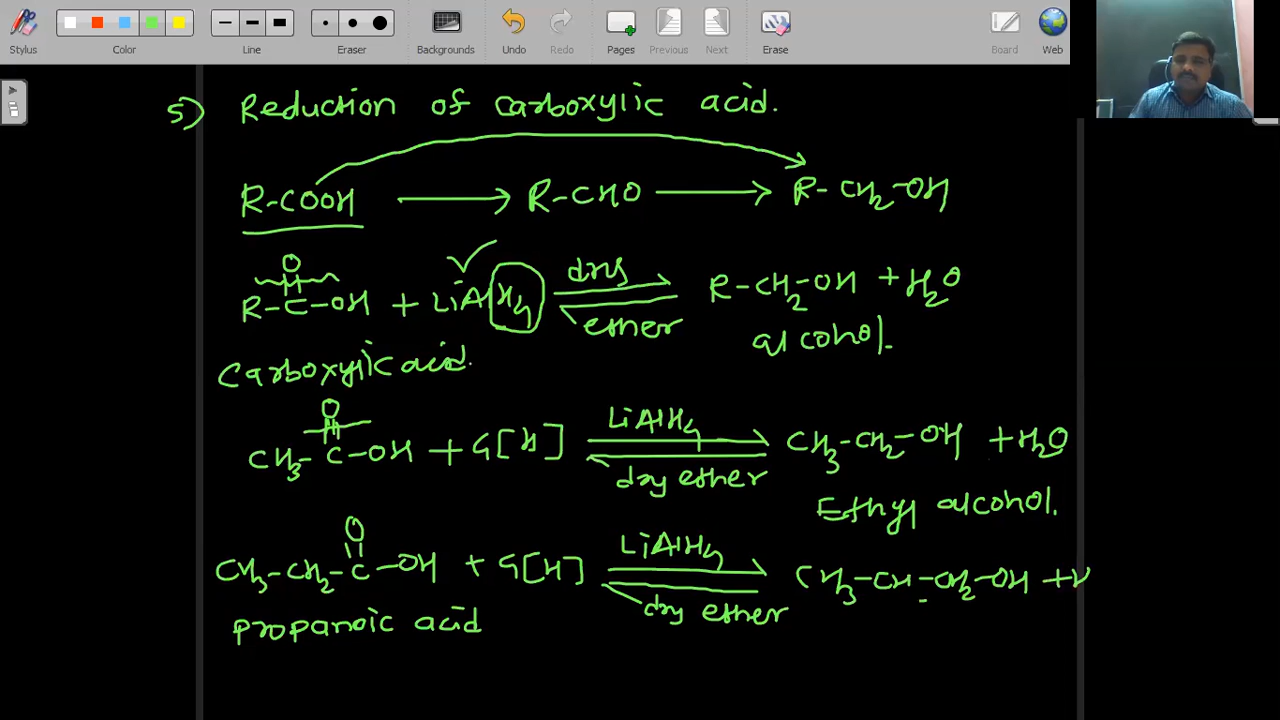 Stylus Color Line Eraser Backgrounds Undo Redo Pages Previous Next Erase Board Web
5) Reduction of carboxylic acid.
R-COOH ⟶ R-CHO ⟶ R-CH₂-OH
O
dry
R-C-OH + LiAlH₄ ⇌ R-CH₂-OH + H₂O
ether
alcohol.
Carboxylic acid.
O
LiAlH₄
CH₃-C-OH + 4[H] ⇌ CH₃-CH₂-OH + H₂O
dry ether
Ethyl alcohol.
O
LiAlH₄
CH₃-CH₂-C-OH + 4[H] ⇌ CH₃-CH-CH₂-OH +
dry ether
propanoic acid